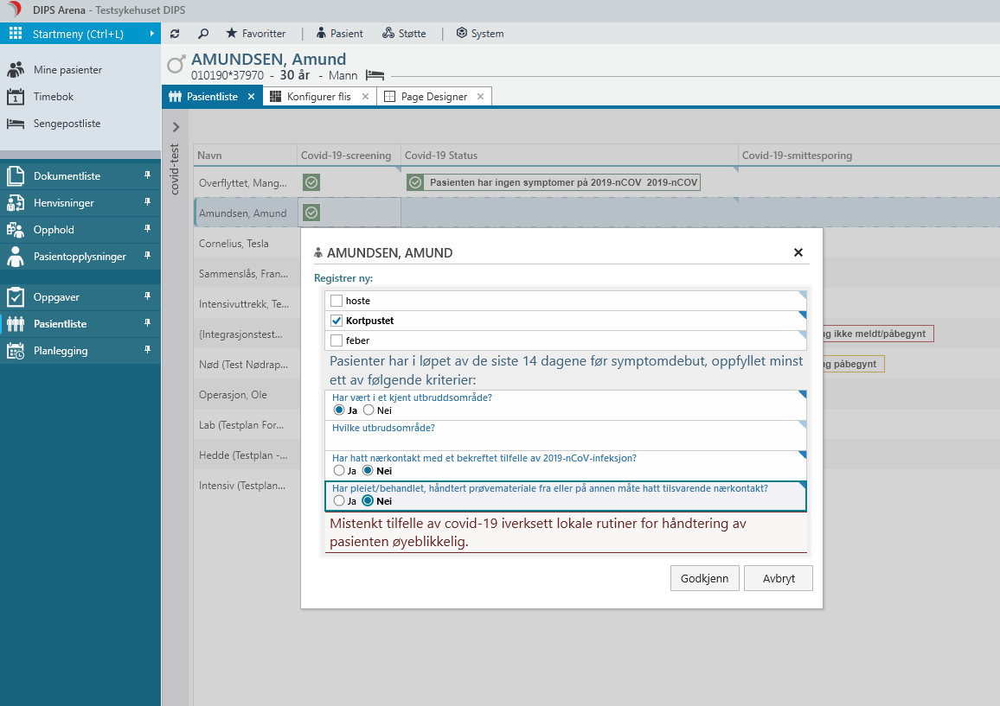 DIPS Arena - Testsykehuset DIPS
Startmeny (Ctrl+L)
Favoritter
Pasient
Støtte
System
Mine pasienter
Timebok
1
Sengepostliste
AMUNDSEN, Amund
010190*37970 - 30 år - Mann
Pasientliste
Konfigurer flis
Page Designer
Dokumentliste
Henvisninger
Opphold
Pasientopplysninger
Oppgaver
Pasientliste
Planlegging
covid-test
Navn Covid-19-screening Covid-19 Status Covid-19-smittesporing
Overflyttet, Mang... Pasienten har ingen symptomer på 2019-nCOV 2019-nCOV
Amundsen, Amund
Cornelius, Tesla
Sammenslås, Fran...
Intensivuttrekk, Te...
{Integrasjonstest... ng ikke meldt/påbegynt
Nød (Test Nødrap... ng påbegynt
Operasjon, Ole
Lab (Testplan For...
Hedde (Testplan -...
Intensiv (Testplan...
AMUNDSEN, AMUND
Registrer ny:
hoste
Kortpustet
feber
Pasienter har i løpet av de siste 14 dagene før symptomdebut, oppfyllet minst
ett av følgende kriterier:
Har vært i et kjent utbruddsområde?
Ja Nei
Hvilke utbrudsområde?
Har hatt nærkontakt med et bekreftet tilfelle av 2019-nCoV-infeksjon?
Ja Nei
Har pleiet/behandlet, håndtert prøvemateriale fra eller på annen måte hatt tilsvarende nærkontakt?
Ja Nei
Mistenkt tilfelle av covid-19 iverksett lokale rutiner for håndtering av
pasienten øyeblikkelig.
Godkjenn Avbryt